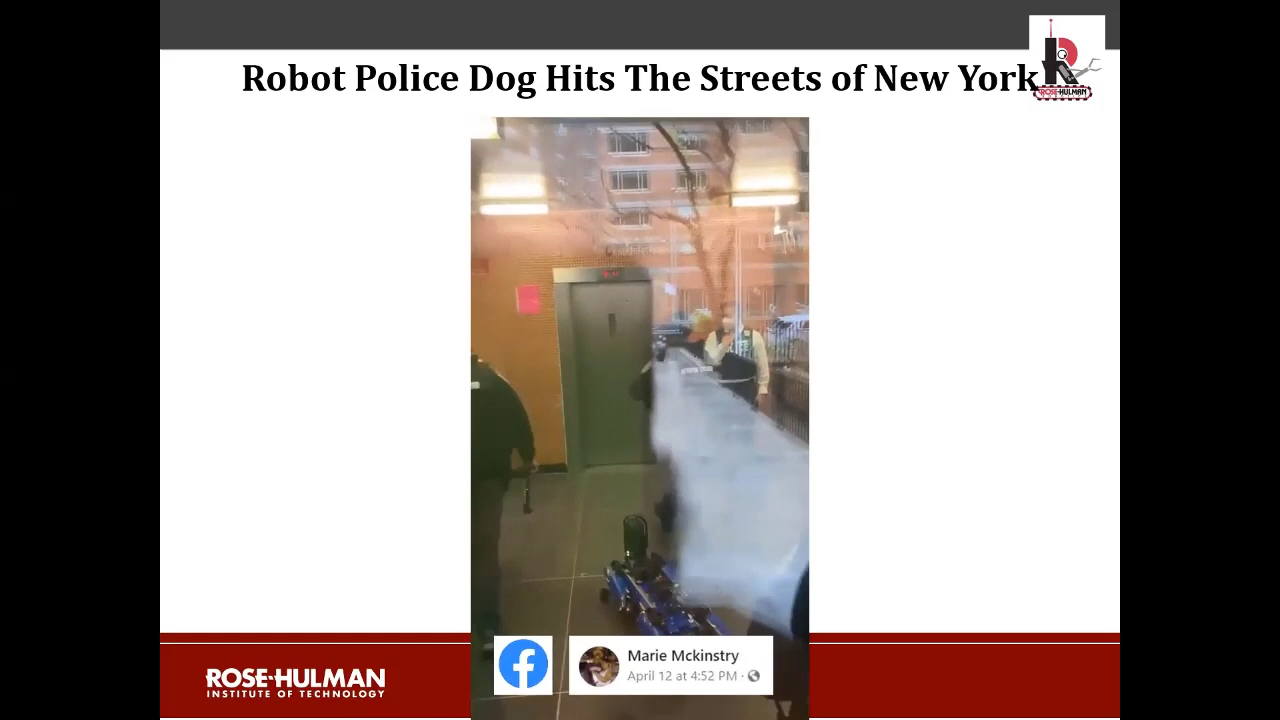 Robot Police Dog Hits The Streets of New York
ROSE-HULMAN
Marie Mckinstry
April 12 at 4:52 PM
ROSE-HULMAN
INSTITUTE OF TECHNOLOGY